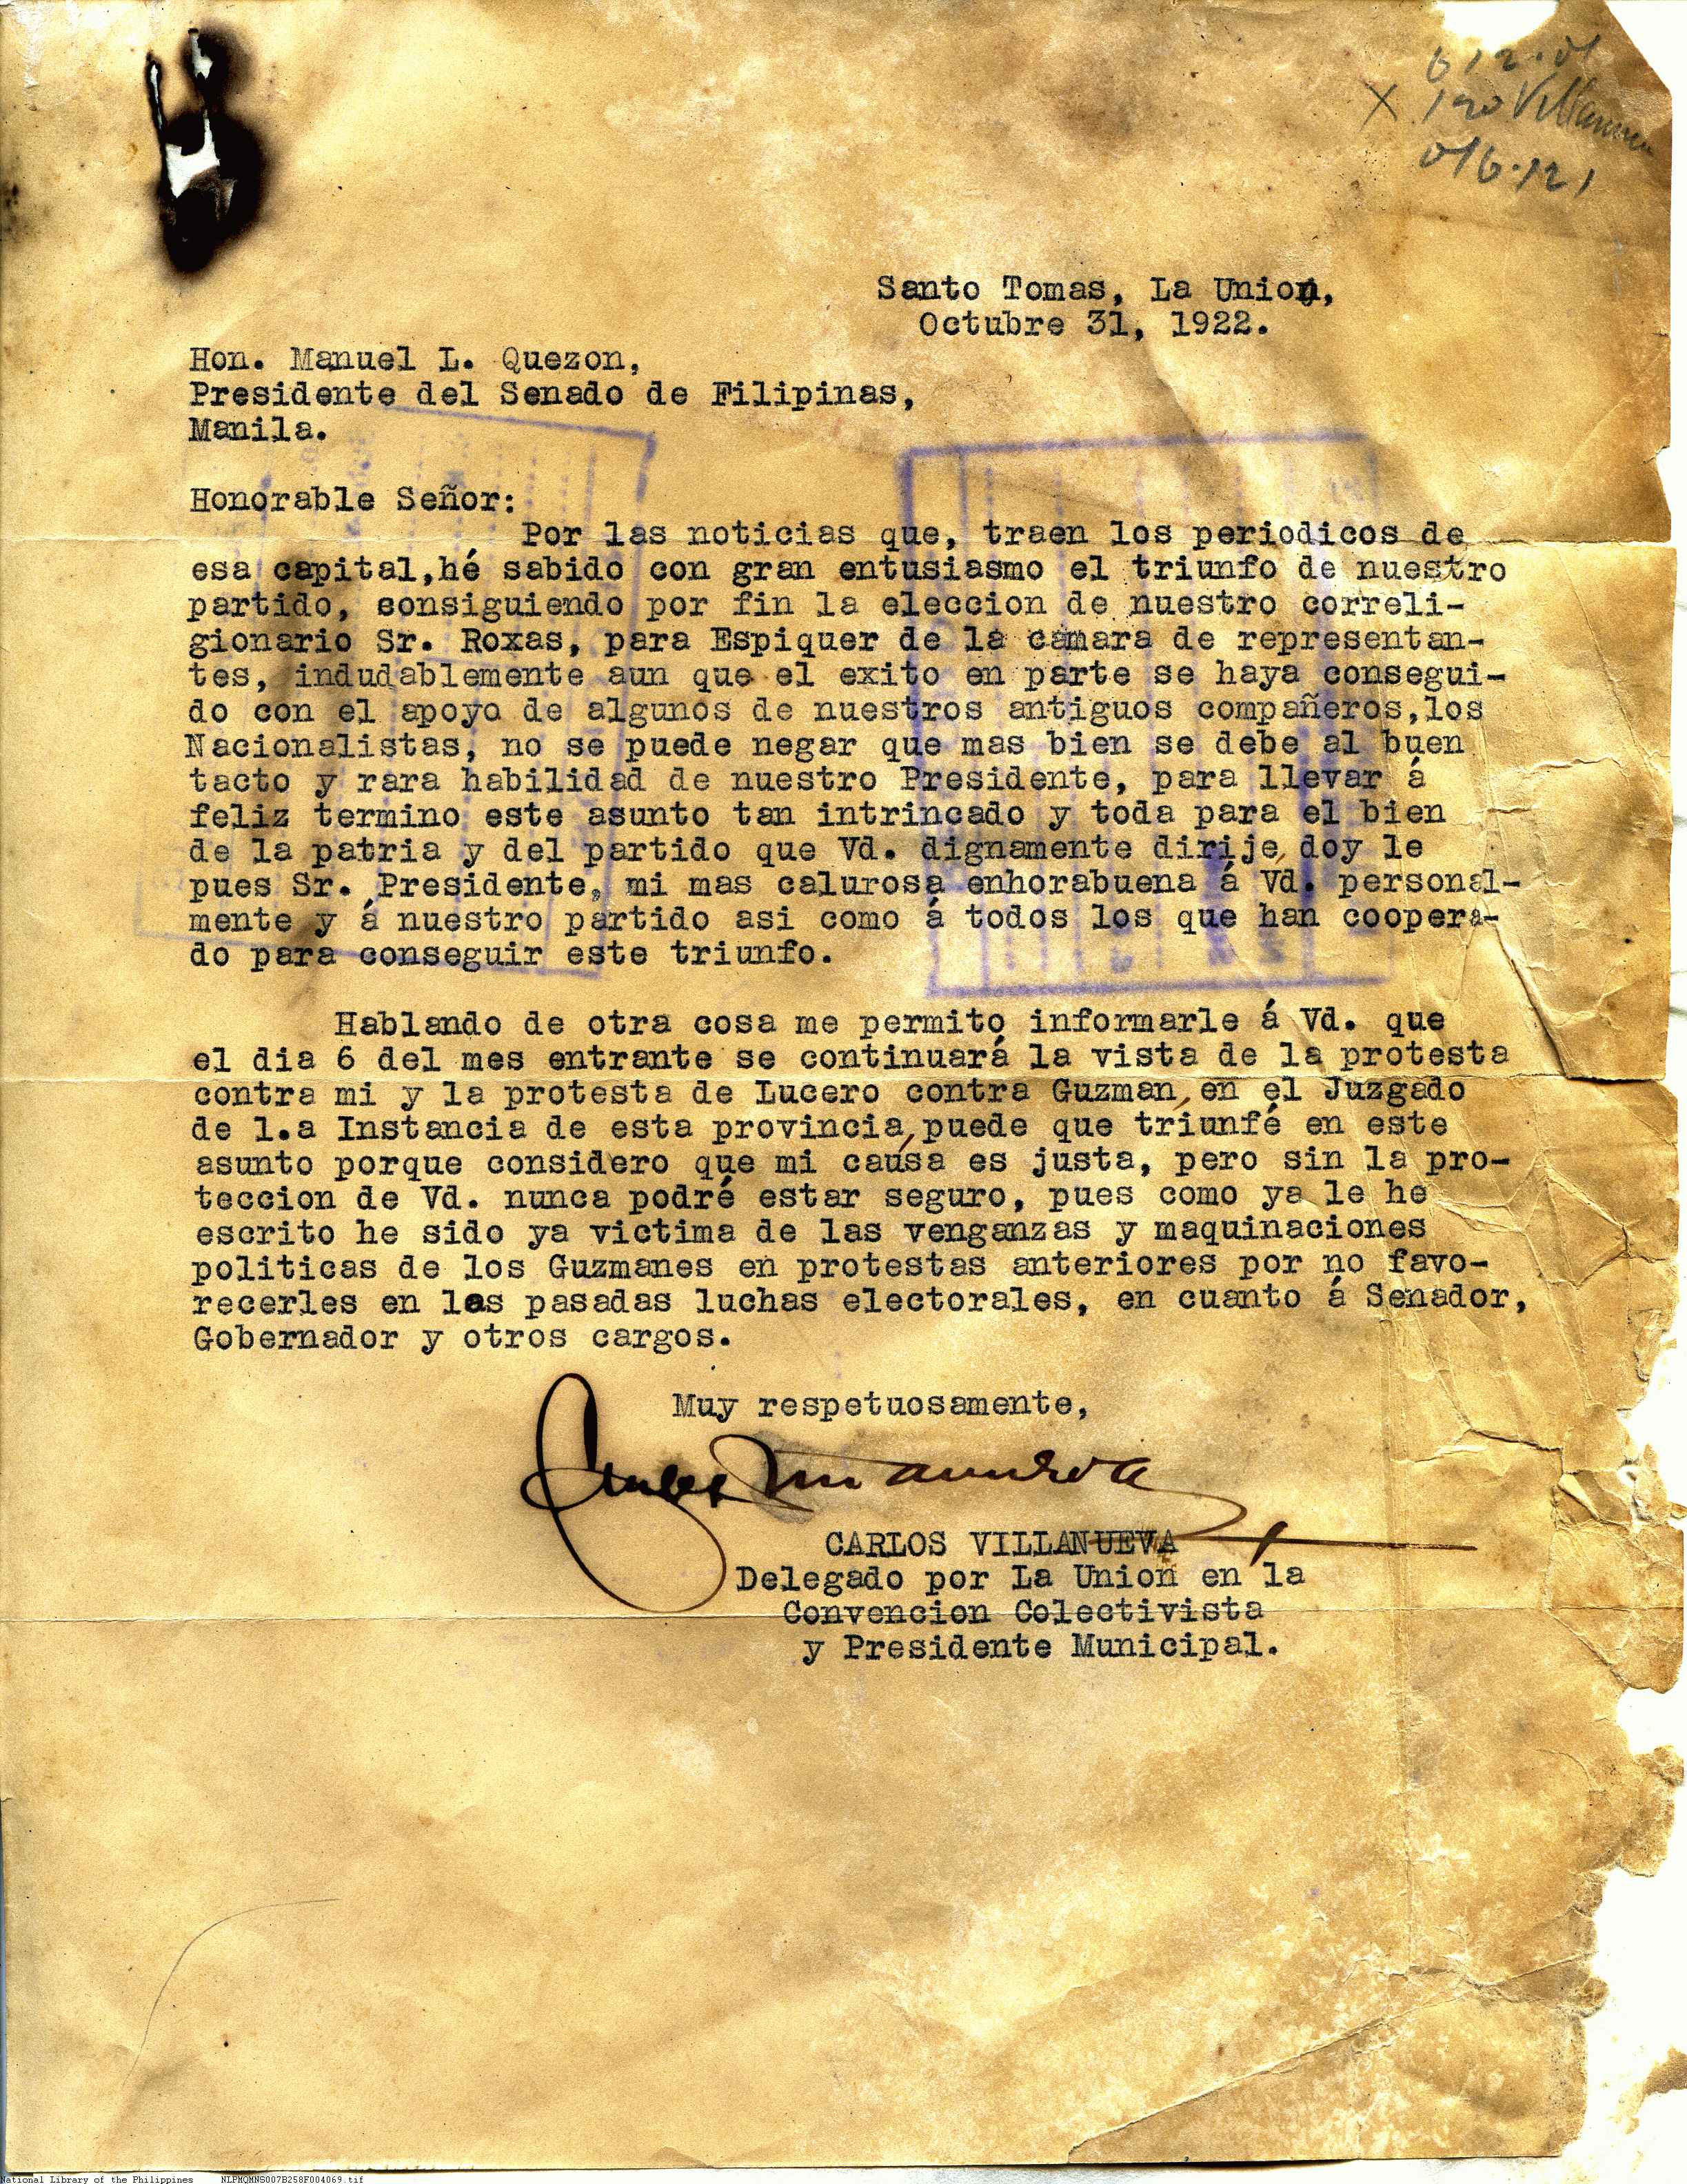 612.01
X 120 Villanueva
016.121
Santo Tomas, La Union,
Octubre 31, 1922.
Hon. Manuel L. Quezon,
Presidente del Senado de Filipinas,
Manila.
Honorable Señor:
Por las noticias que, traen los periodicos de
esa capital,hé sabido con gran entusiasmo el triunfo de nuestro
partido, consiguiendo por fin la eleccion de nuestro correli-
gionario Sr. Roxas, para Espiquer de la camara de representan-
tes, indudablemente aun que el exito en parte se haya consegui-
do con el apoyo de algunos de nuestros antiguos compañeros,los
Nacionalistas, no se puede negar que mas bien se debe al buen
tacto y rara habilidad de nuestro Presidente, para llevar á
feliz termino este asunto tan intrincado y toda para el bien
de la patria y del partido que Vd. dignamente dirije, doy le
pues Sr. Presidente, mi mas calurosa enhorabuena á Vd. personal-
mente y á nuestro partido asi como á todos los que han coopera-
do para conseguir este triunfo.
Hablando de otra cosa me permito informarle á Vd. que
el dia 6 del mes entrante se continuará la vista de la protesta
contra mi y la protesta de Lucero contra Guzman, en el Juzgado
de 1.a Instancia de esta provincia, puede que triunfé en este
asunto porque considero que mi causa es justa, pero sin la pro-
teccion de Vd. nunca podré estar seguro, pues como ya le he
escrito he sido ya victima de las venganzas y maquinaciones
politicas de los Guzmanes en protestas anteriores por no favo-
recerles en las pasadas luchas electorales, en cuanto á Senador,
Gobernador y otros cargos.
Muy respetuosamente,
Carlos Villanueva
CARLOS VILLANUEVA
Delegado por La Union en la
Convencion Colectivista
y Presidente Municipal.
National Library of the Philippines NLPMQMNS007B258F004069.tif